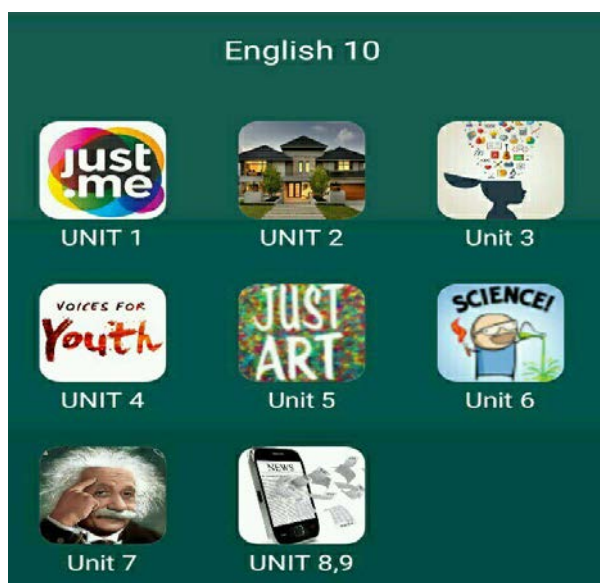 English 10
just
.me
UNIT 1
UNIT 2
Unit 3
VOICES FOR
Youth
UNIT 4
JUST
ART
Unit 5
SCIENCE!
Unit 6
Unit 7
NEWS
UNIT 8,9